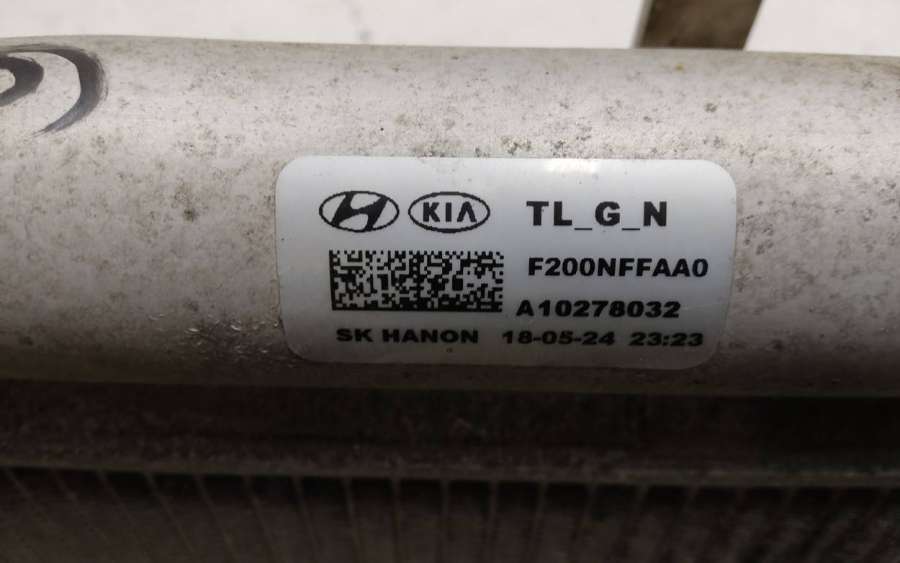 KIA TL_G_N
F200NFFAA0
A10278032
SK HANON 18-05-24 23:23